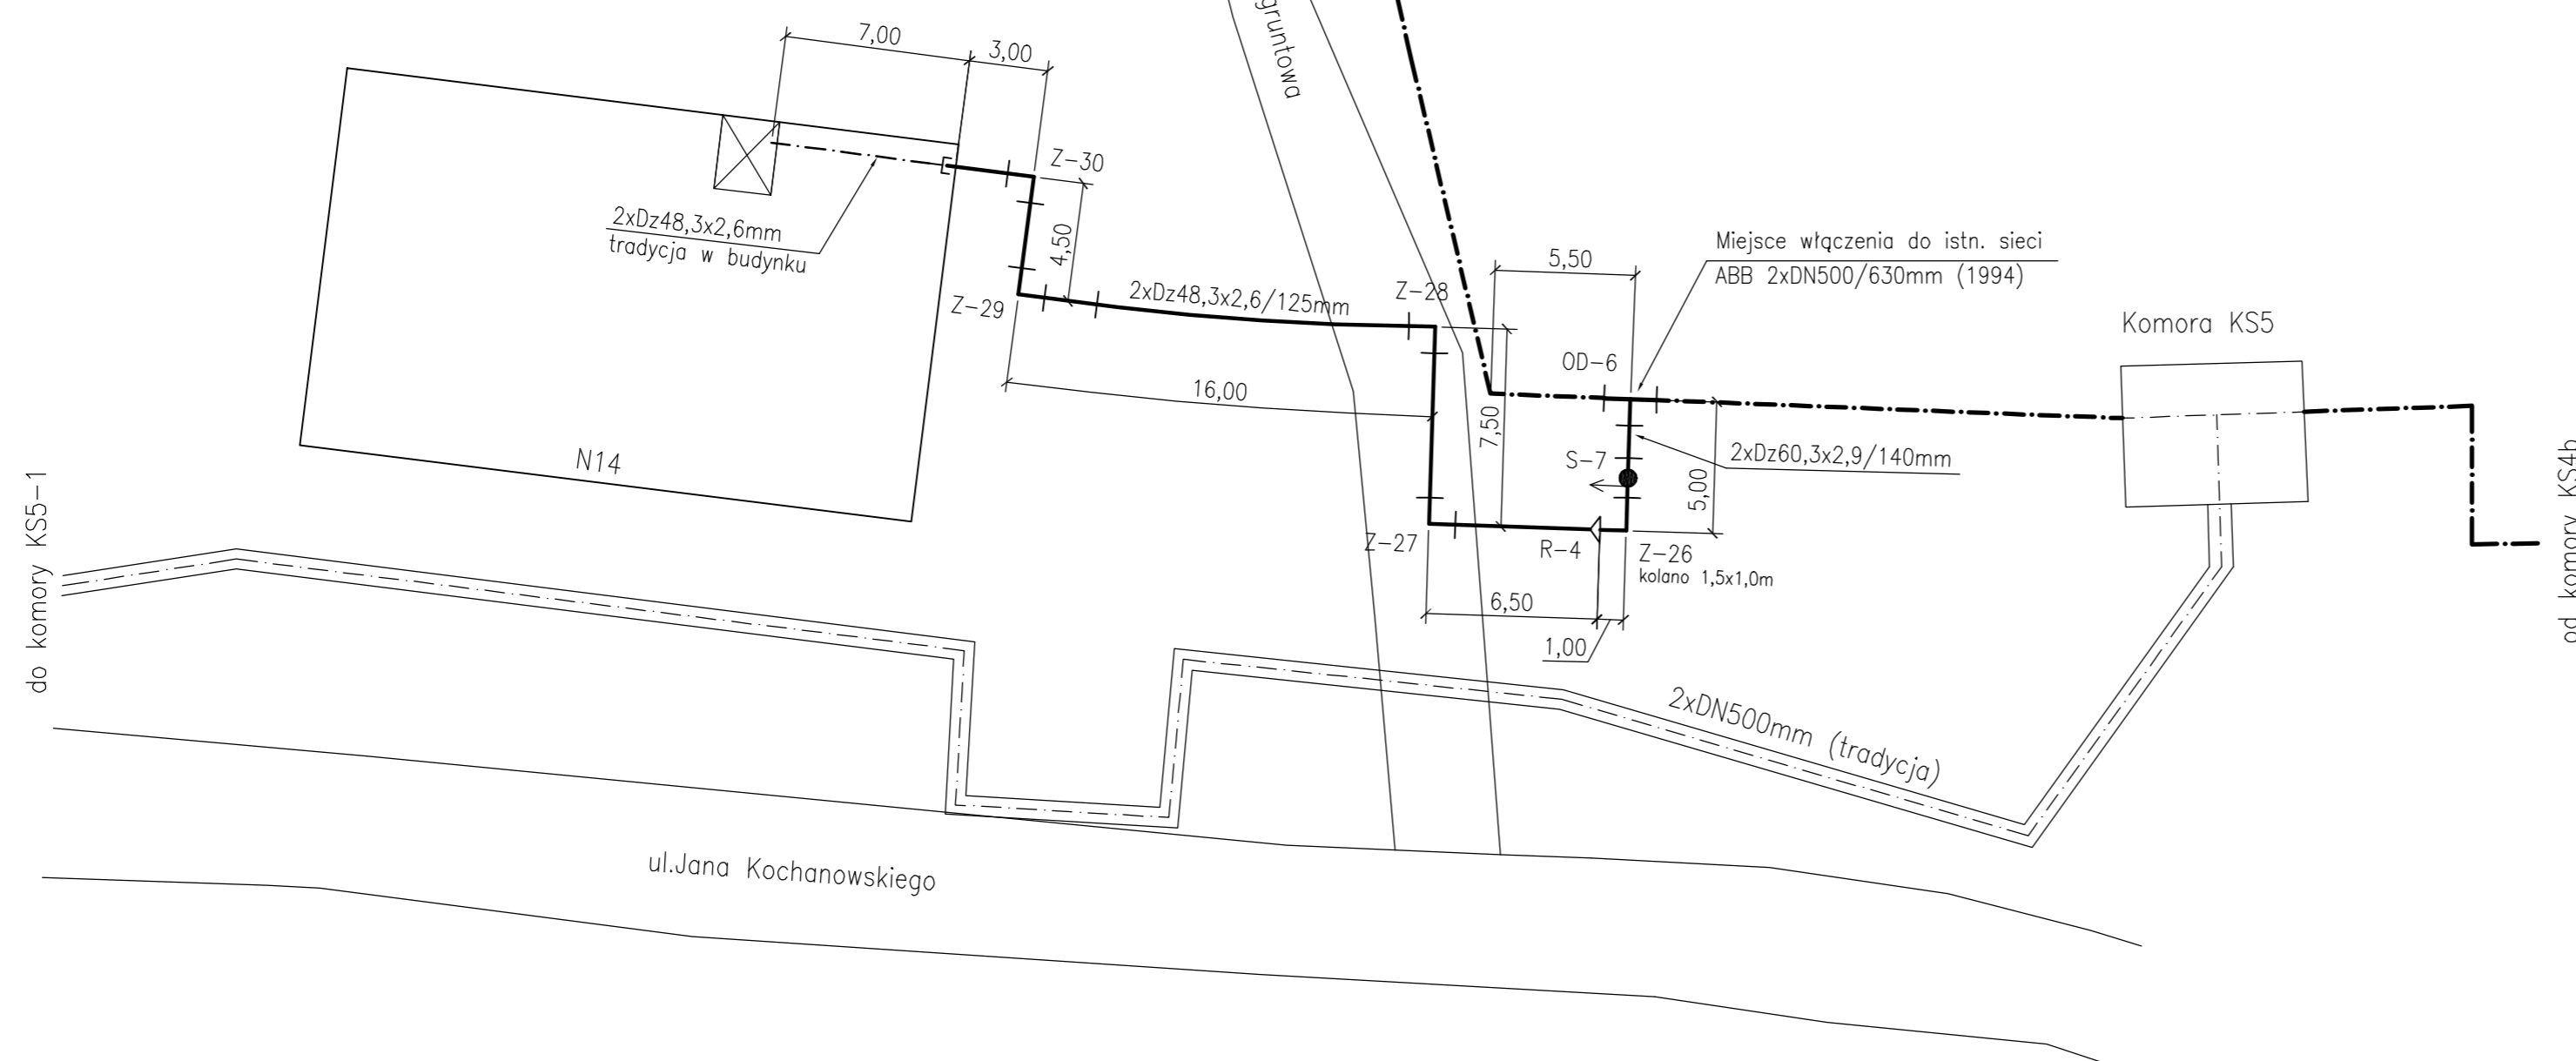 gruntowa
7,00
3,00
Z-30
2xDz48,3x2,6mm
tradycja w budynku
4,50
Z-29
2xDz48,3x2,6/125mm
Z-28
5,50
Miejsce włączenia do istn. sieci
ABB 2xDN500/630mm (1994)
Komora KS5
OD-6
16,00
7,50
S-7
2xDz60,3x2,9/140mm
5,00
N14
Z-27
R-4
Z-26
kolano 1,5x1,0m
6,50
1,00
do komory KS5-1
od komory KS4b
2xDN500mm (tradycja)
ul.Jana Kochanowskiego